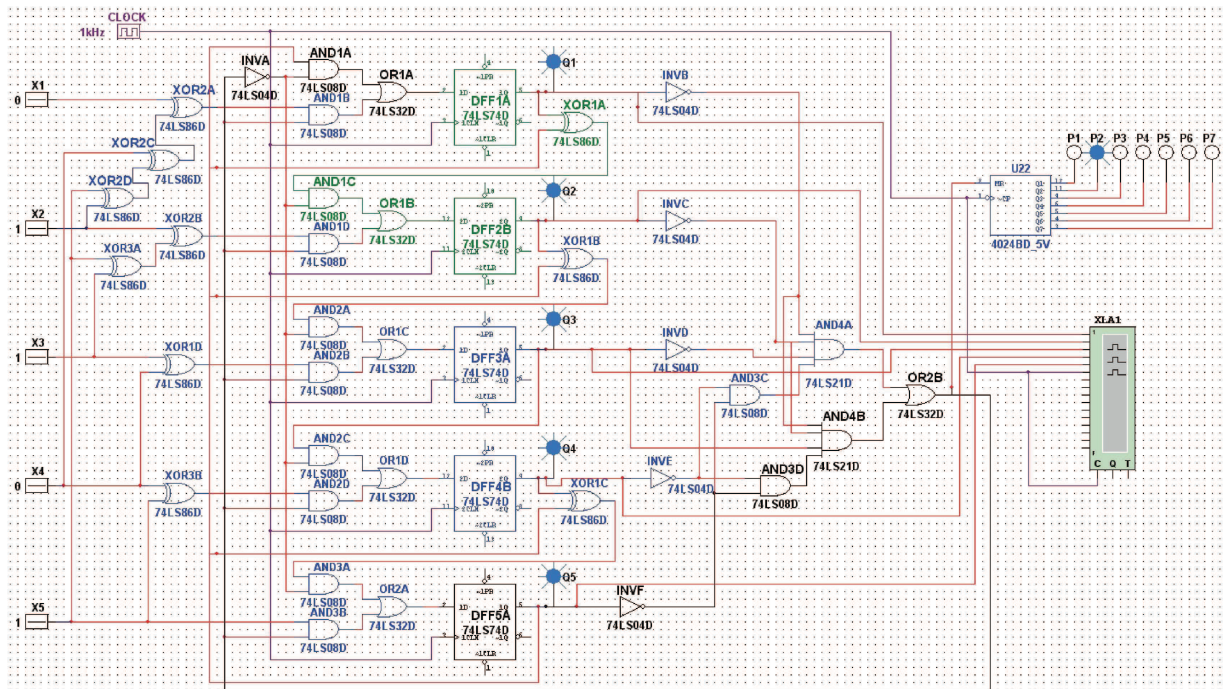 CLOCK
1kHz
X1
0
X2
1
X3
1
X4
0
X5
1
XOR2A
74LS86D
XOR2C
74LS86D
XOR2D
74LS86D
XOR2B
74LS86D
XOR3A
74LS86D
XOR1D
74LS86D
XOR3B
74LS86D
INVA
74LS04D
AND1A
74LS08D
AND1B
74LS08D
OR1A
74LS32D
AND1C
74LS08D
AND1D
74LS08D
OR1B
74LS32D
AND2A
74LS08D
AND2B
74LS08D
OR1C
74LS32D
AND2C
74LS08D
AND2D
74LS08D
OR1D
74LS32D
AND3A
74LS08D
AND3B
74LS08D
OR2A
74LS32D
DFF1A
74LS74D
DFF2B
74LS74D
DFF3A
74LS74D
DFF4B
74LS74D
DFF5A
74LS74D
Q1
Q2
Q3
Q4
Q5
XOR1A
74LS86D
XOR1B
74LS86D
XOR1C
74LS86D
INVB
74LS04D
INVC
74LS04D
INVD
74LS04D
INVE
74LS04D
INVF
74LS04D
AND3C
74LS08D
AND3D
74LS08D
AND4A
74LS21D
AND4B
74LS21D
OR2B
74LS32D
P1 P2 P3 P4 P5 P6 P7
U22
4024BD_5V
XLA1
C Q T